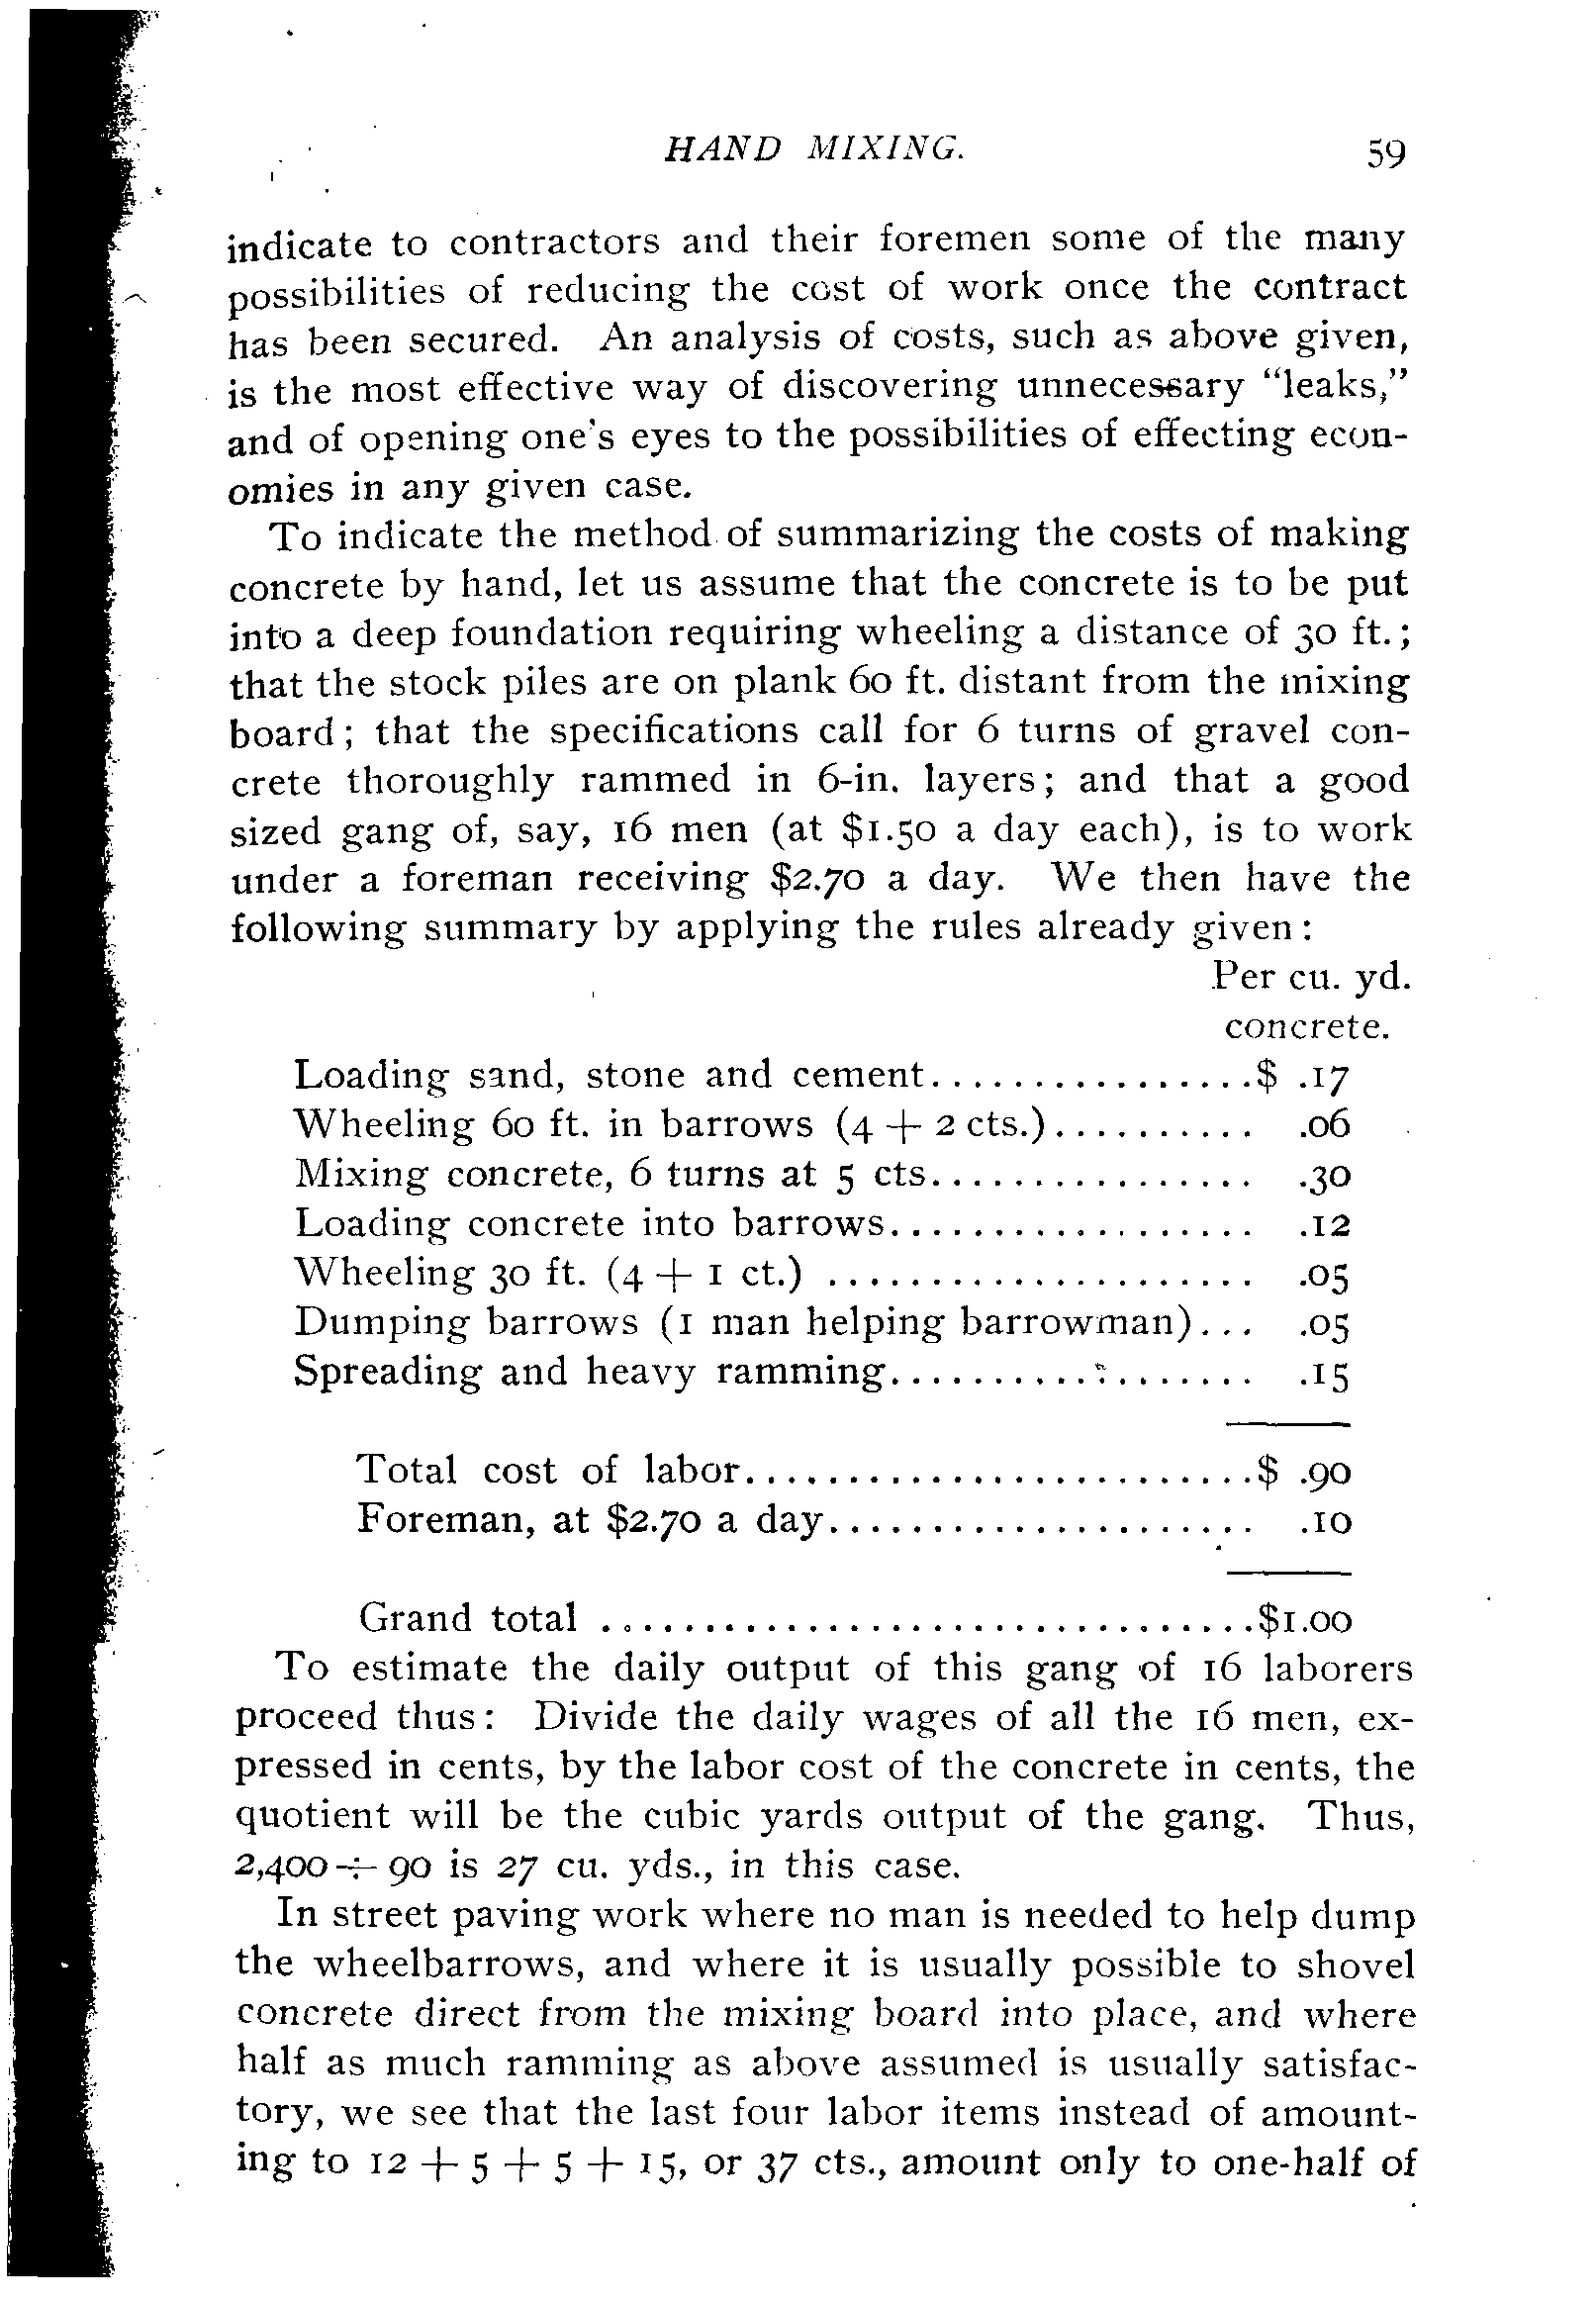 HAND MIXING. 59
indicate to contractors and their foremen some of the many
possibilities of reducing the cost of work once the contract
has been secured. An analysis of costs, such as above given,
is the most effective way of discovering unnecessary "leaks,"
and of opening one's eyes to the possibilities of effecting econ-
omies in any given case.
To indicate the method of summarizing the costs of making
concrete by hand, let us assume that the concrete is to be put
into a deep foundation requiring wheeling a distance of 30 ft.;
that the stock piles are on plank 60 ft. distant from the mixing
board; that the specifications call for 6 turns of gravel con-
crete thoroughly rammed in 6-in. layers; and that a good
sized gang of, say, 16 men (at $1.50 a day each), is to work
under a foreman receiving $2.70 a day. We then have the
following summary by applying the rules already given:
Per cu. yd.
concrete.
Loading sand, stone and cement................$ .17
Wheeling 60 ft. in barrows (4 + 2 cts.).......... .06
Mixing concrete, 6 turns at 5 cts................ .30
Loading concrete into barrows.................. .12
Wheeling 30 ft. (4 + 1 ct.) ..................... .05
Dumping barrows (1 man helping barrowman)... .05
Spreading and heavy ramming.................. .15
Total cost of labor.........................$ .90
Foreman, at $2.70 a day..................... .10
Grand total ................................$1.00
To estimate the daily output of this gang of 16 laborers
proceed thus: Divide the daily wages of all the 16 men, ex-
pressed in cents, by the labor cost of the concrete in cents, the
quotient will be the cubic yards output of the gang. Thus,
2,400 ÷ 90 is 27 cu. yds., in this case.
In street paving work where no man is needed to help dump
the wheelbarrows, and where it is usually possible to shovel
concrete direct from the mixing board into place, and where
half as much ramming as above assumed is usually satisfac-
tory, we see that the last four labor items instead of amount-
ing to 12 + 5 + 5 + 15, or 37 cts., amount only to one-half of